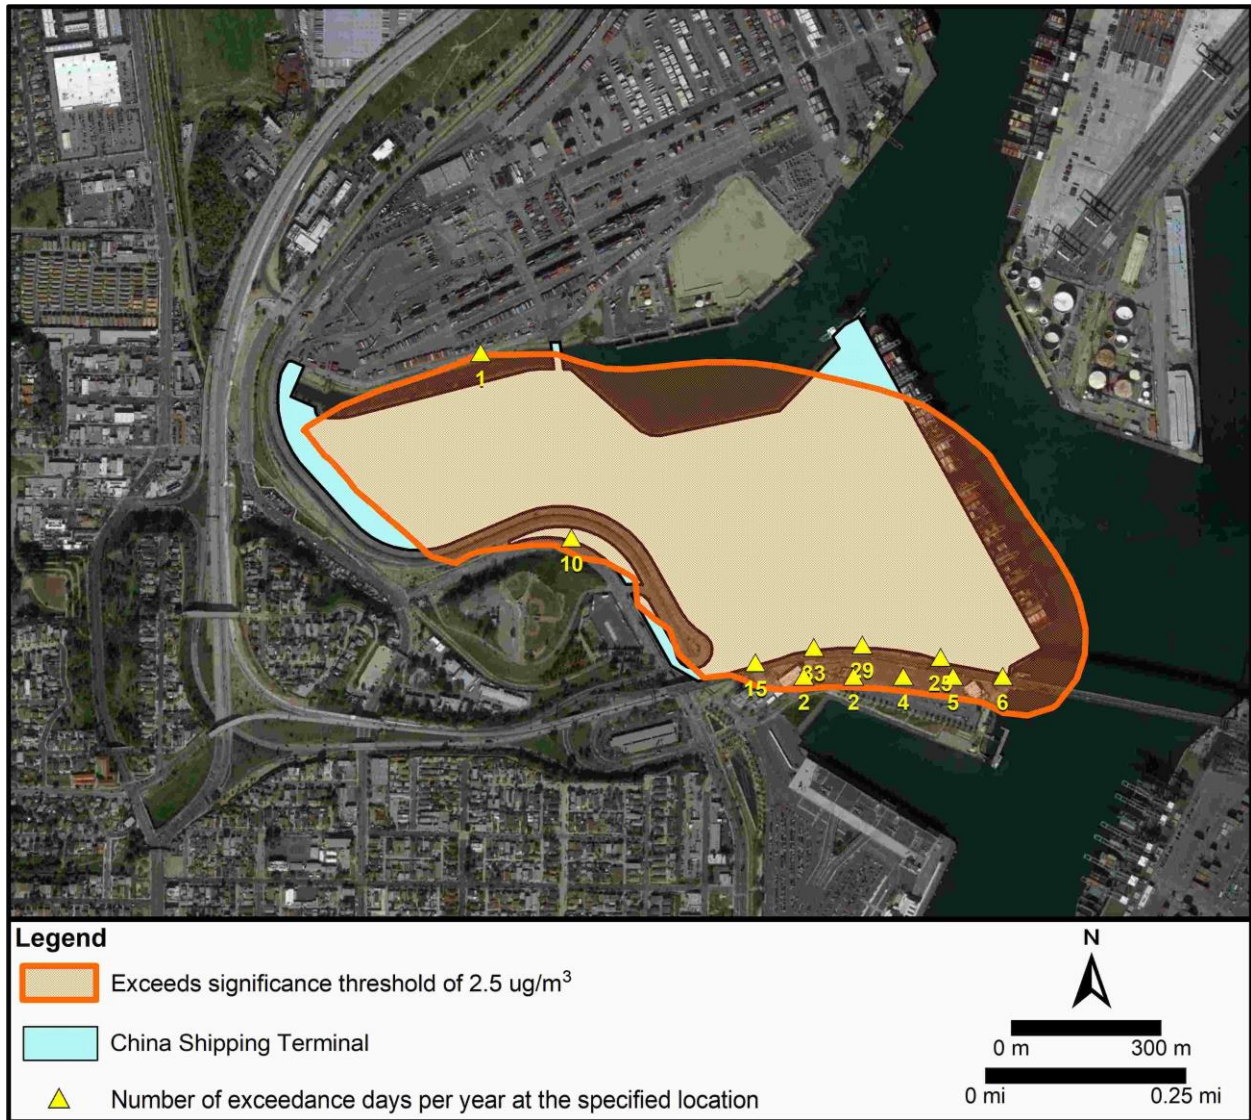 1
10
33 29 25
15 2 2 4 5 6
Legend
Exceeds significance threshold of 2.5 ug/m³
China Shipping Terminal
Number of exceedance days per year at the specified location
N
0 m 300 m
0 mi 0.25 mi